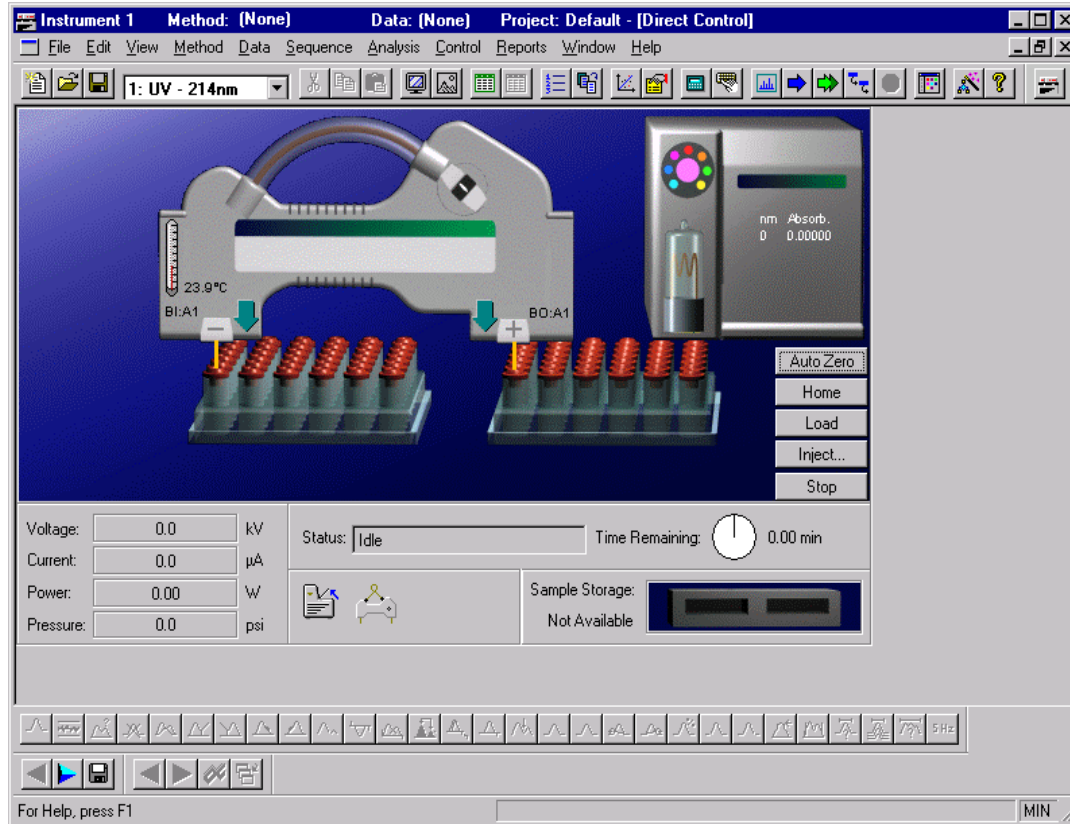 Instrument 1 Method: (None) Data: (None) Project: Default - [Direct Control]
File Edit View Method Data Sequence Analysis Control Reports Window Help
1: UV - 214nm
nm Absorb.
0 0.00000
23.9°C
BI:A1
BO:A1
Auto Zero
Home
Load
Inject...
Stop
Voltage: 0.0 kV
Current: 0.0 µA
Power: 0.00 W
Pressure: 0.0 psi
Status: Idle
Time Remaining: 0.00 min
Sample Storage:
Not Available
5 Hz
For Help, press F1
MIN